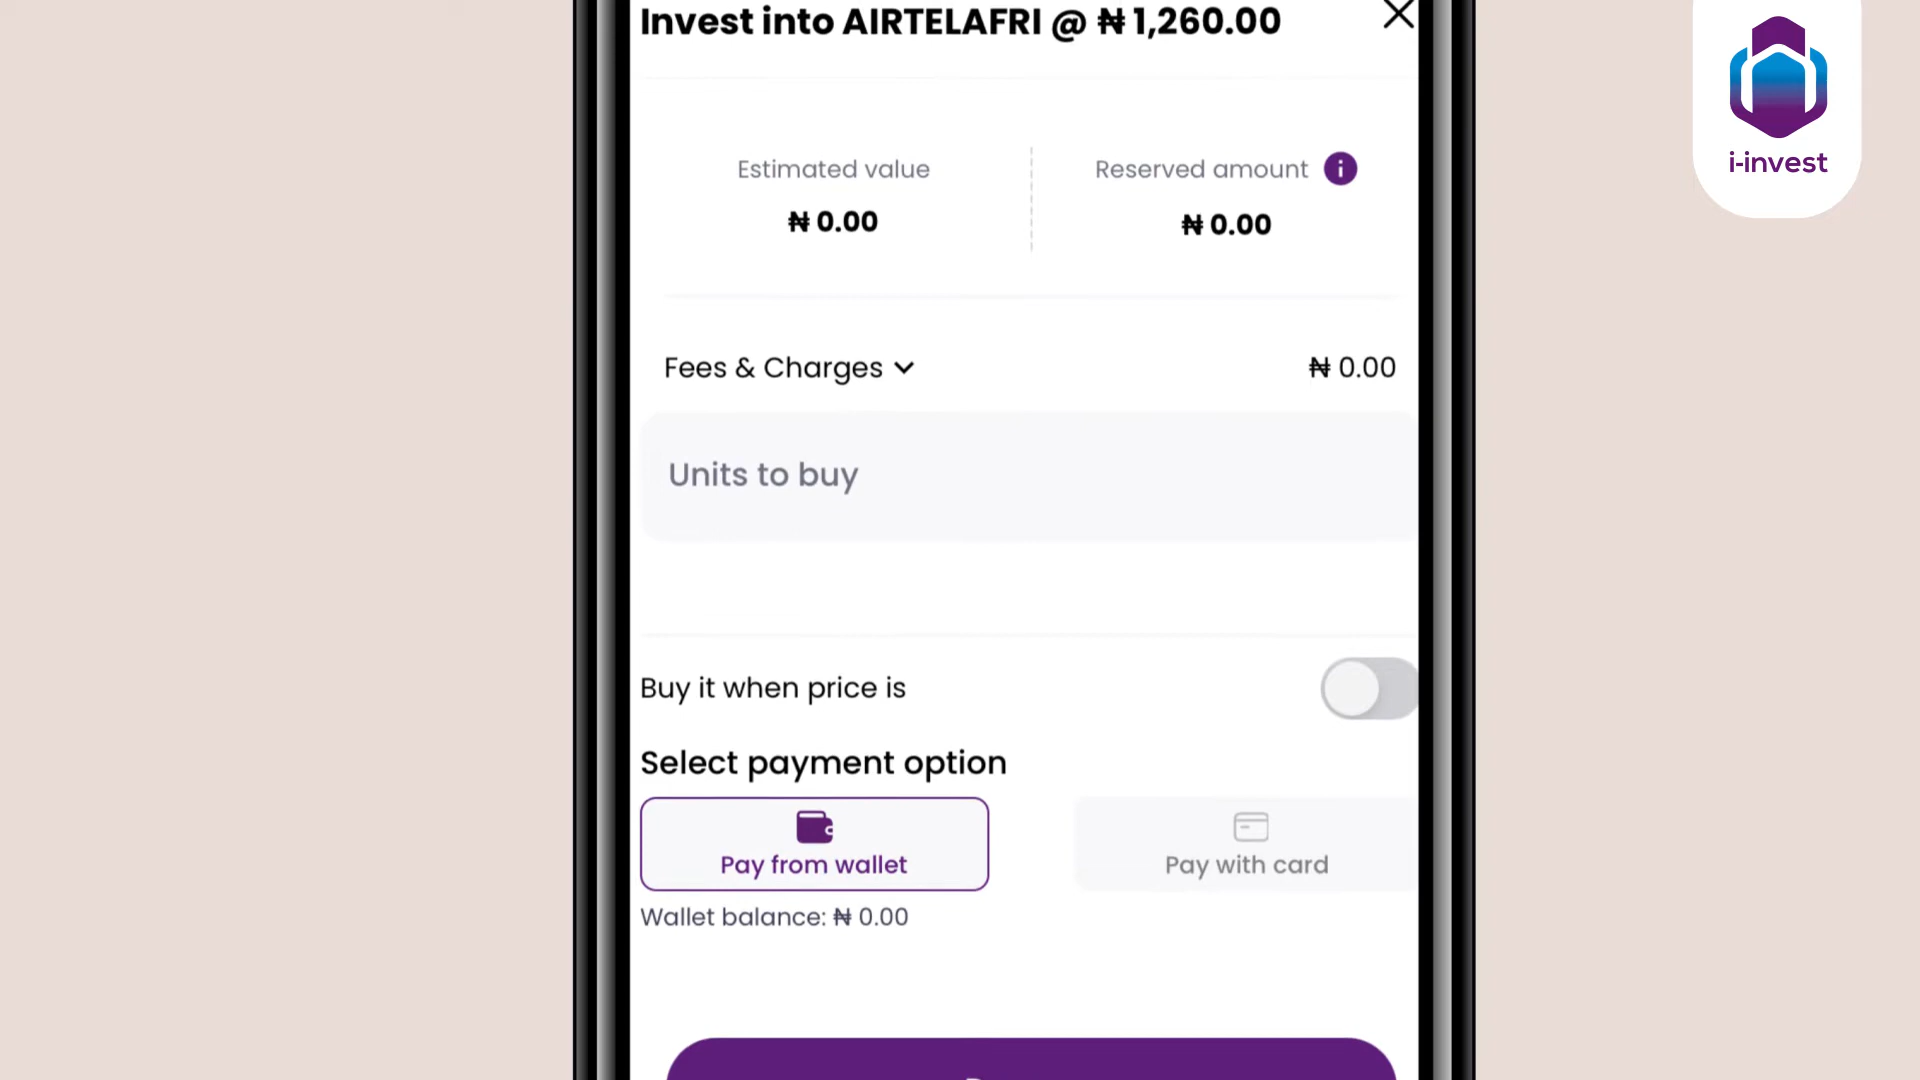 Invest into AIRTELAFRI @ ₦ 1,260.00
i-invest
Estimated value
Reserved amount
₦ 0.00
₦ 0.00
Fees & Charges
₦ 0.00
Units to buy
Buy it when price is
Select payment option
Pay from wallet
Pay with card
Wallet balance: ₦ 0.00